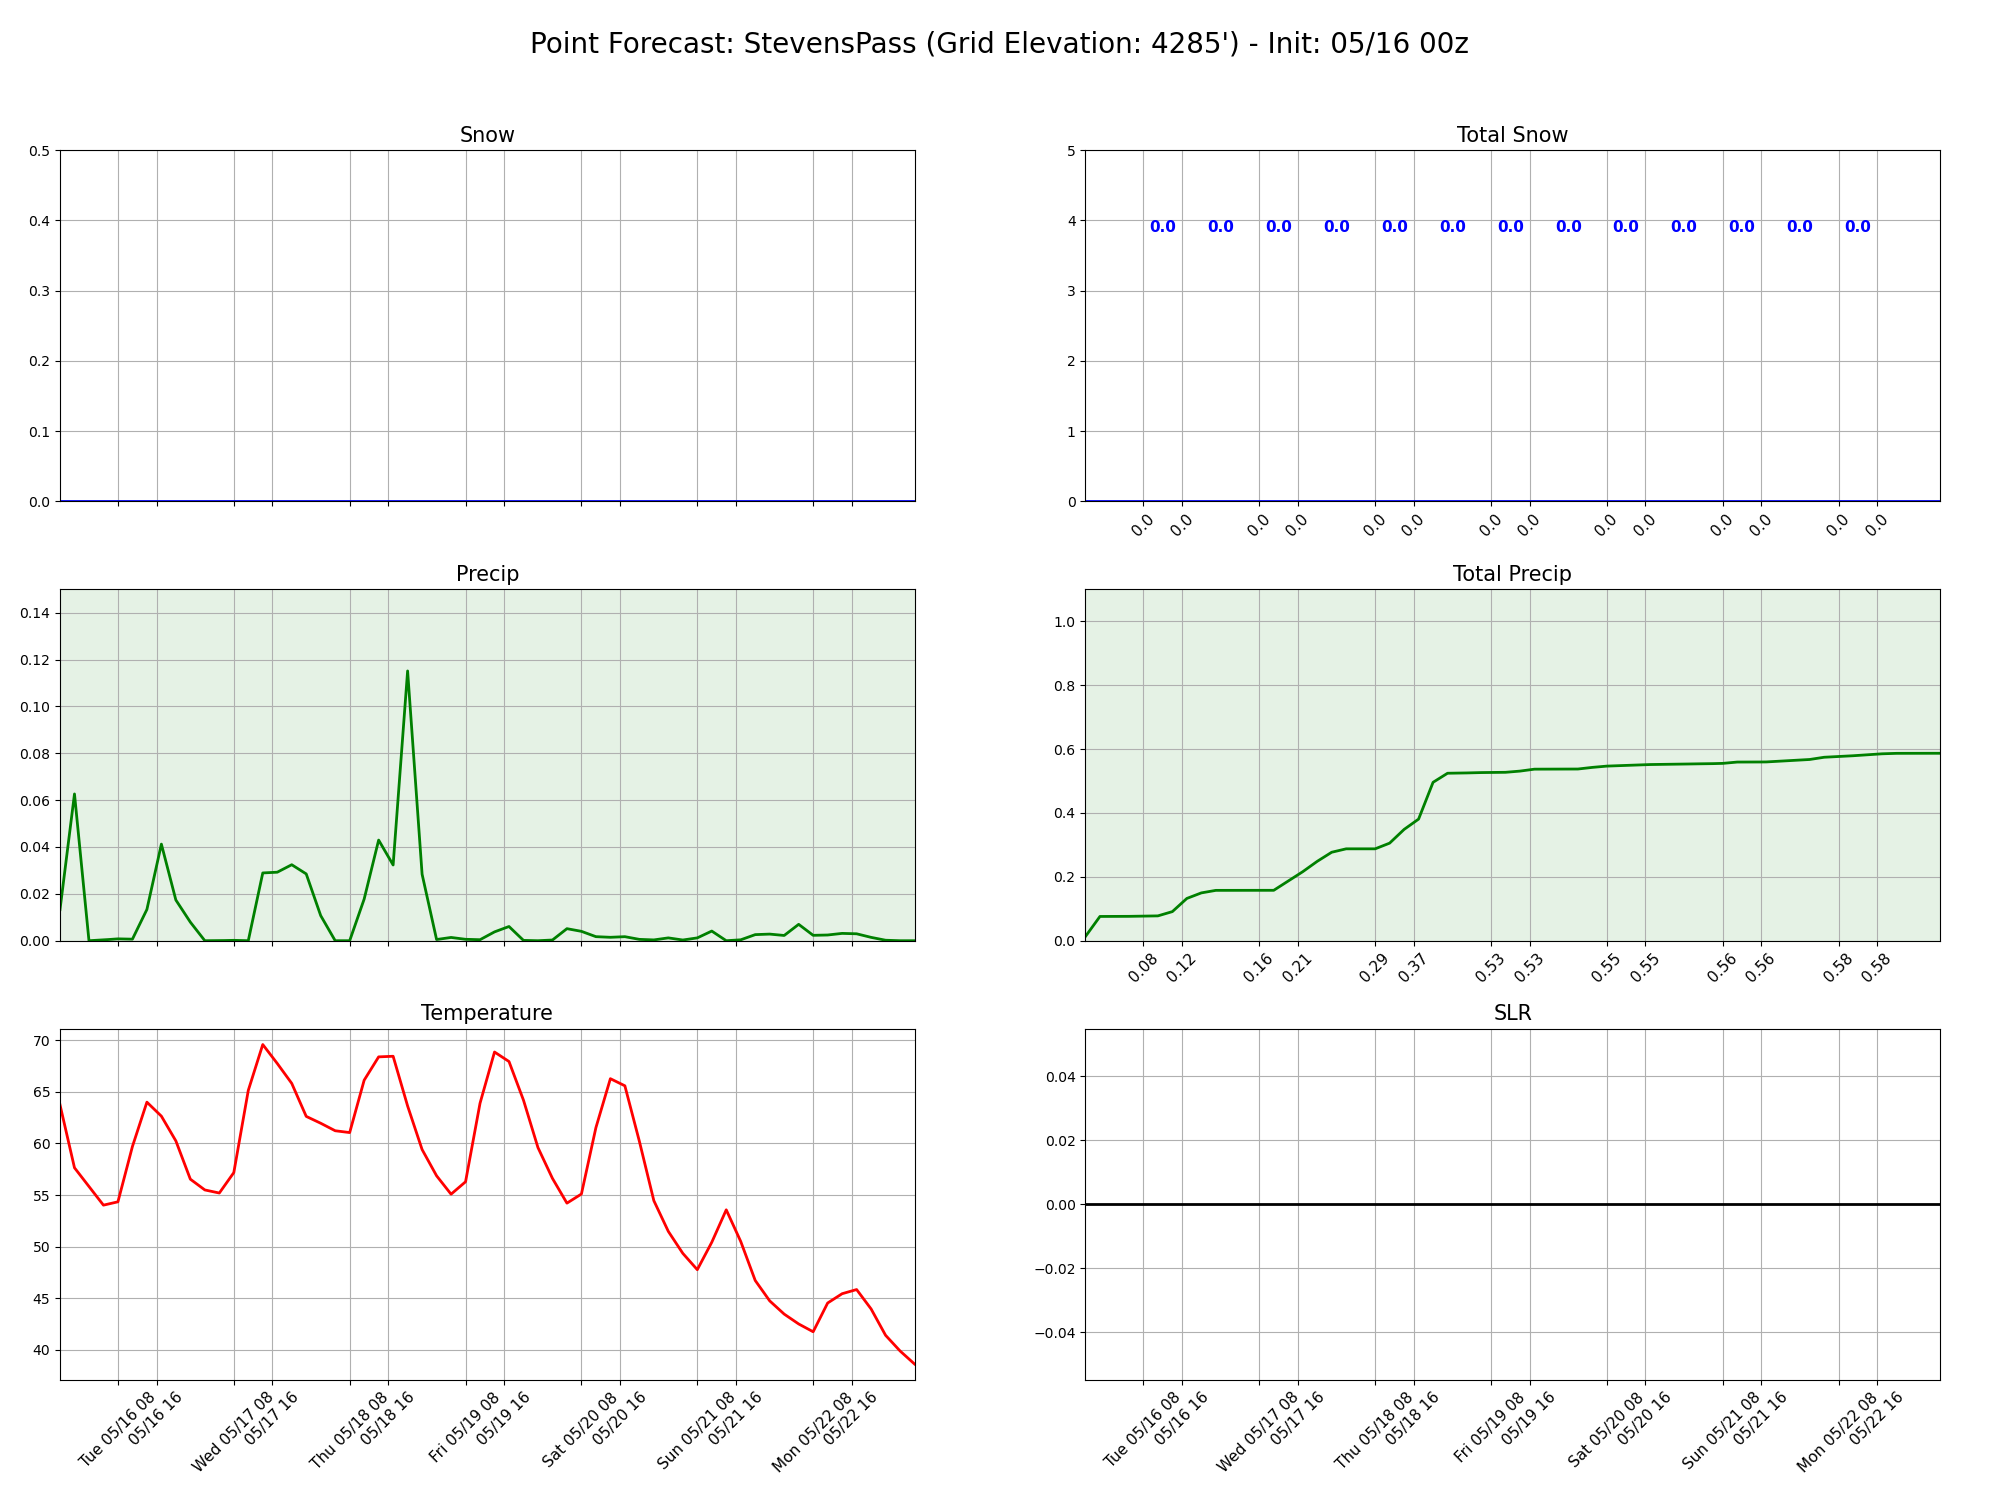 Point Forecast: StevensPass (Grid Elevation: 4285') - Init: 05/16 00z
Snow
0.5
0.4
0.3
0.2
0.1
0.0
Total Snow
5
4
3
2
1
0
0.0 0.0 0.0 0.0 0.0 0.0 0.0 0.0 0.0 0.0 0.0 0.0 0.0
0.0 0.0 0.0 0.0 0.0 0.0 0.0 0.0 0.0 0.0 0.0 0.0 0.0 0.0
Precip
0.14
0.12
0.10
0.08
0.06
0.04
0.02
0.00
Total Precip
1.0
0.8
0.6
0.4
0.2
0.0
0.08 0.12 0.16 0.21 0.29 0.37 0.53 0.53 0.55 0.55 0.56 0.56 0.58 0.58
Temperature
70
65
60
55
50
45
40
Tue 05/16 08
05/16 16
Wed 05/17 08
05/17 16
Thu 05/18 08
05/18 16
Fri 05/19 08
05/19 16
Sat 05/20 08
05/20 16
Sun 05/21 08
05/21 16
Mon 05/22 08
05/22 16
SLR
0.04
0.02
0.00
−0.02
−0.04
Tue 05/16 08
05/16 16
Wed 05/17 08
05/17 16
Thu 05/18 08
05/18 16
Fri 05/19 08
05/19 16
Sat 05/20 08
05/20 16
Sun 05/21 08
05/21 16
Mon 05/22 08
05/22 16